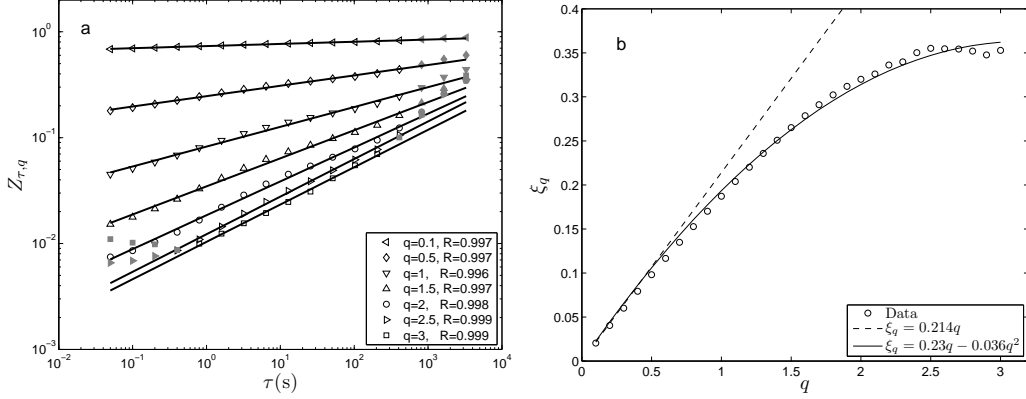 a
10^0
10^{-1}
10^{-2}
10^{-3}
Z_{τ,q}
10^{-2}
10^{-1}
10^0
10^1
10^2
10^3
10^4
τ(s)
q=0.1, R=0.997
q=0.5, R=0.997
q=1, R=0.996
q=1.5, R=0.997
q=2, R=0.998
q=2.5, R=0.999
q=3, R=0.999
b
0.4
0.35
0.3
0.25
0.2
0.15
0.1
0.05
0
ξ_q
0
0.5
1
1.5
2
2.5
3
q
Data
ξ_q = 0.214q
ξ_q = 0.23q − 0.036q²